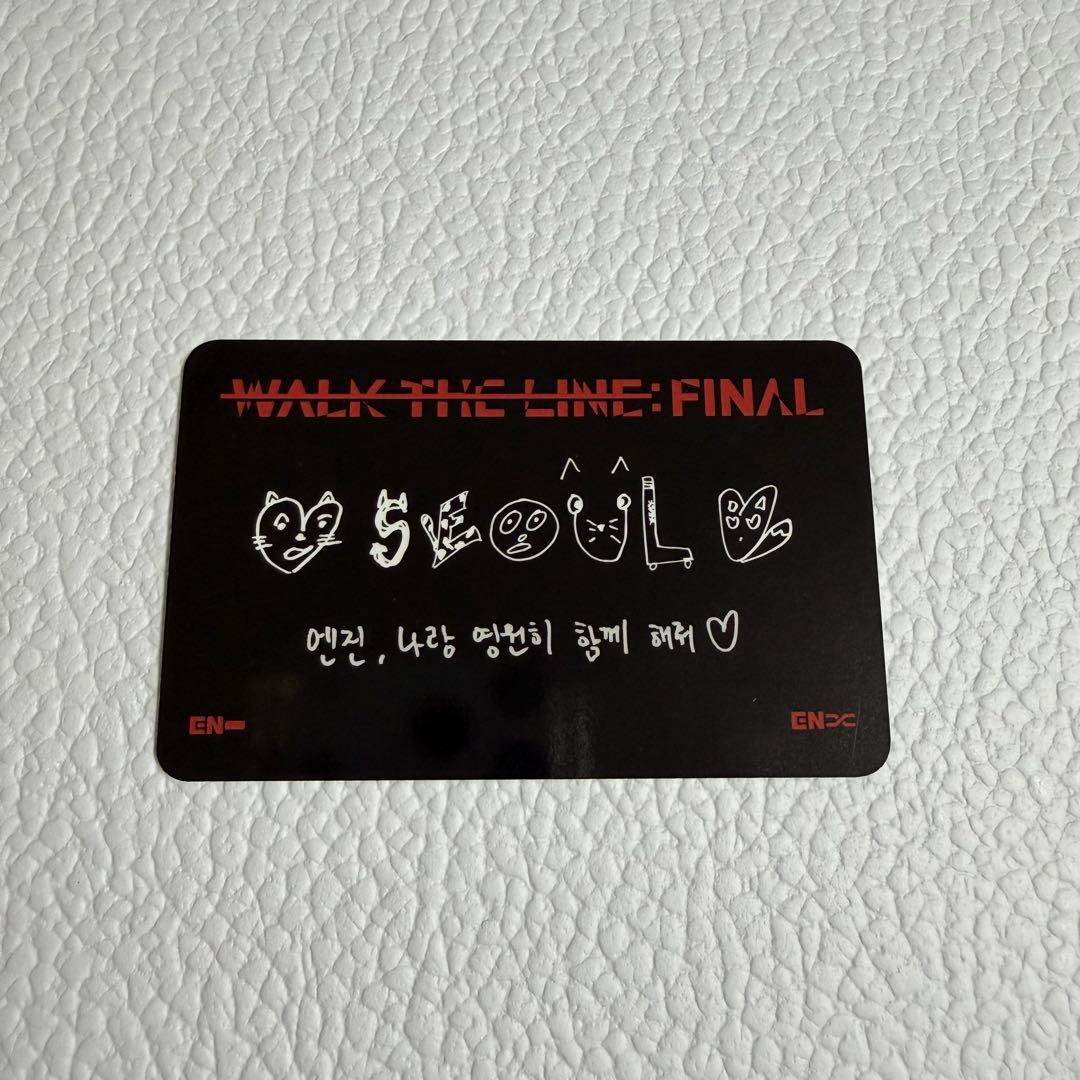 WALK THE LINE: FINAL
SEOUL
엔진, 나랑 영원히 함께 해줘♡
EN-
EN